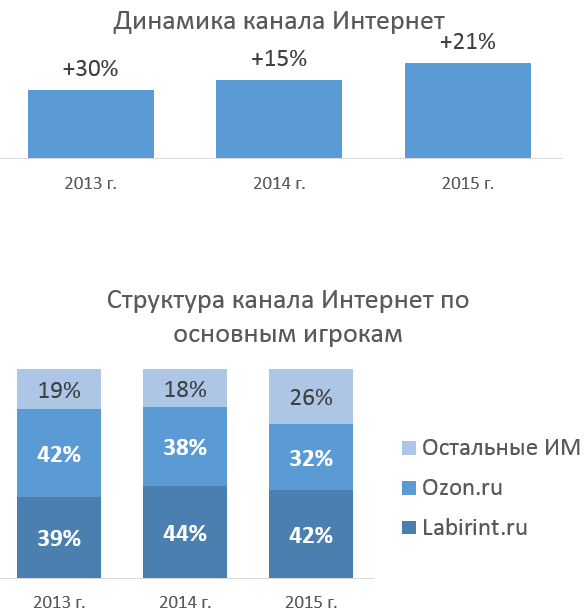 Динамика канала Интернет
+30%
+15%
+21%
2013 г.
2014 г.
2015 г.
Структура канала Интернет по
основным игрокам
19%
18%
26%
42%
38%
32%
39%
44%
42%
Остальные ИМ
Ozon.ru
Labirint.ru
2013 г.
2014 г.
2015 г.